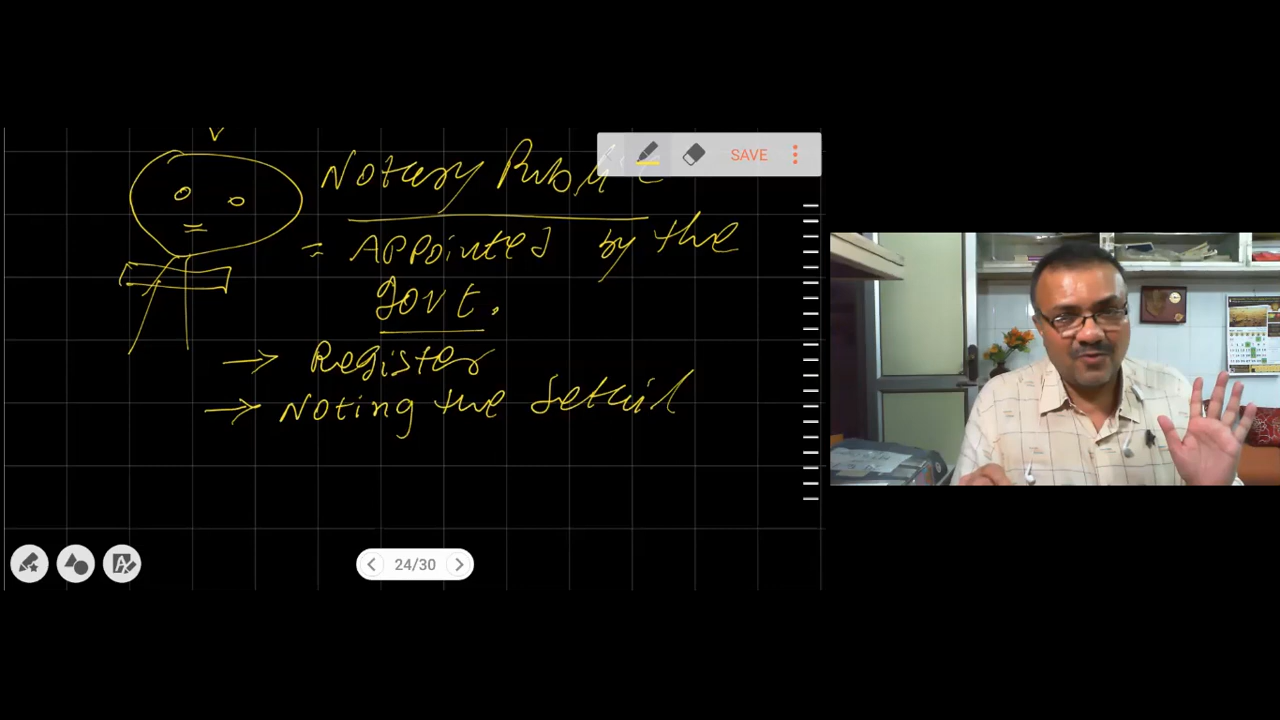 Notary Public
SAVE
= Appointed by the
govt.
→ Register
→ Noting the detail
24/30